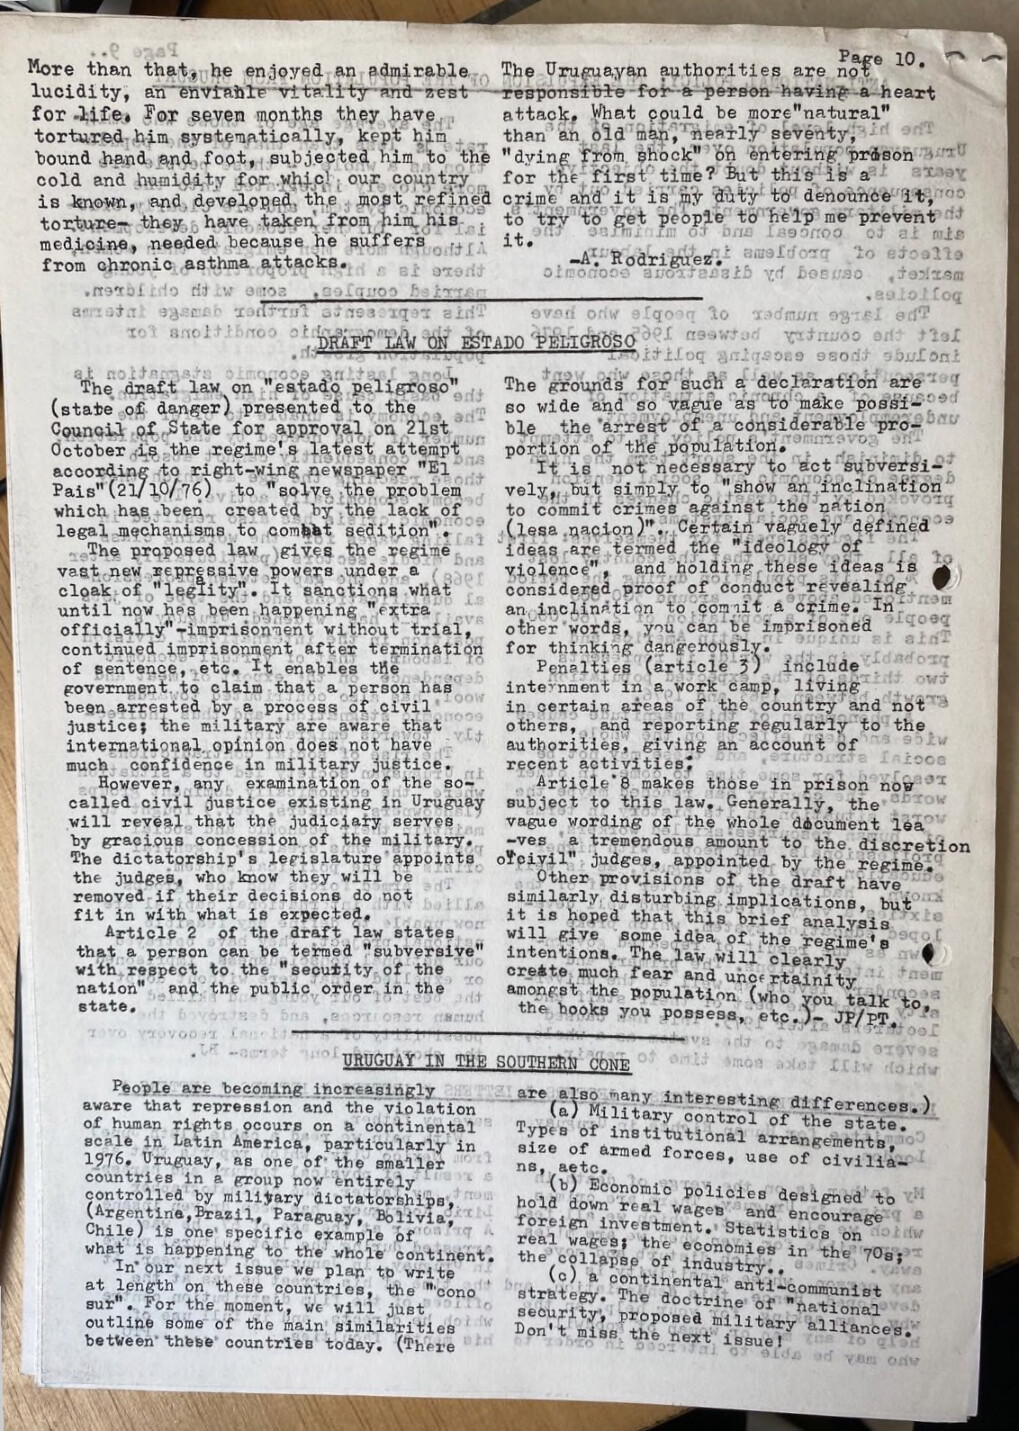 Page 10.
More than that, he enjoyed an admirable
lucidity, an enviable vitality and zest
for life. For seven months they have
tortured him systematically, kept him
bound hand and foot, subjected him to the
cold and humidity for which our country
is known, and developed the most refined
torture- they have taken from him his
medicine, needed because he suffers
from chronic asthma attacks.
The Uruguayan authorities are not
responsible for a person having a heart
attack. What could be more "natural"
than an old man, nearly seventy,
"dying from shock" on entering prison
for the first time? But this is a
crime and it is my duty to denounce it,
to try to get people to help me prevent
it.
-A. Rodriguez.
DRAFT LAW ON ESTADO PELIGROSO
The draft law on "estado peligroso"
(state of danger) presented to the
Council of State for approval on 21st
October is the regime's latest attempt
according to right-wing newspaper "El
Pais"(21/10/76) to "solve the problem
which has been created by the lack of
legal mechanisms to combat sedition".
The proposed law gives the regime
vast new repressive powers under a
cloak of "leglity". It sanctions what
until now has been happening "extra
officially"-imprisonment without trial,
continued imprisonment after termination
of sentence, etc. It enables the
government to claim that a person has
been arrested by a process of civil
justice; the military are aware that
international opinion does not have
much confidence in military justice.
However, any examination of the so-
called civil justice existing in Uruguay
will reveal that the judiciary serves
by gracious concession of the military.
The dictatorship's legislature appoints
the judges, who know they will be
removed if their decisions do not
fit in with what is expected.
Article 2 of the draft law states
that a person can be termed "subversive"
with respect to the "security of the
nation" and the public order in the
state.
The grounds for such a declaration are
so wide and so vague as to make possi-
ble the arrest of a considerable pro-
portion of the population.
It is not necessary to act subversi-
vely, but simply to "show an inclination
to commit crimes against the nation
(lesa nacion)". Certain vaguely defined
ideas are termed the "ideology of
violence", and holding these ideas is
considered proof of conduct revealing
an inclination to commit a crime. In
other words, you can be imprisoned
for thinking dangerously.
Penalties (article 3) include
internment in a work camp, living
in certain areas of the country and not
others, and reporting regularly to the
authorities, giving an account of
recent activities;
Article 8 makes those in prison now
subject to this law. Generally, the
vague wording of the whole document lea
-ves a tremendous amount to the discretion
of"civil" judges, appointed by the regime.
Other provisions of the draft have
similarly disturbing implications, but
it is hoped that this brief analysis
will give some idea of the regime's
intentions. The law will clearly
create much fear and uncertainity
amongst the population (who you talk to,
the books you possess, etc.)- JP/PT.
URUGUAY IN THE SOUTHERN CONE
People are becoming increasingly
aware that repression and the violation
of human rights occurs on a continental
scale in Latin America, particularly in
1976. Uruguay, as one of the smaller
countries in a group now entirely
controlled by military dictatorships,
(Argentine,Brazil, Paraguay, Bolivia,
Chile) is one specific example of
what is happening to the whole continent.
In our next issue we plan to write
at length on these countries, the "cono
sur". For the moment, we will just
outline some of the main similarities
between these countries today. (There
are also many interesting differences.)
(a) Military control of the state.
Types of institutional arrangements,
size of armed forces, use of civilia-
ns, aetc.
(b) Economic policies designed to
hold down real wages and encourage
foreign investment. Statistics on
real wages; the economies in the 70s;
the collapse of industry..
(c) a continental anti-communist
strategy. The doctrine of "national
security, proposed military alliances.
Don't miss the next issue!